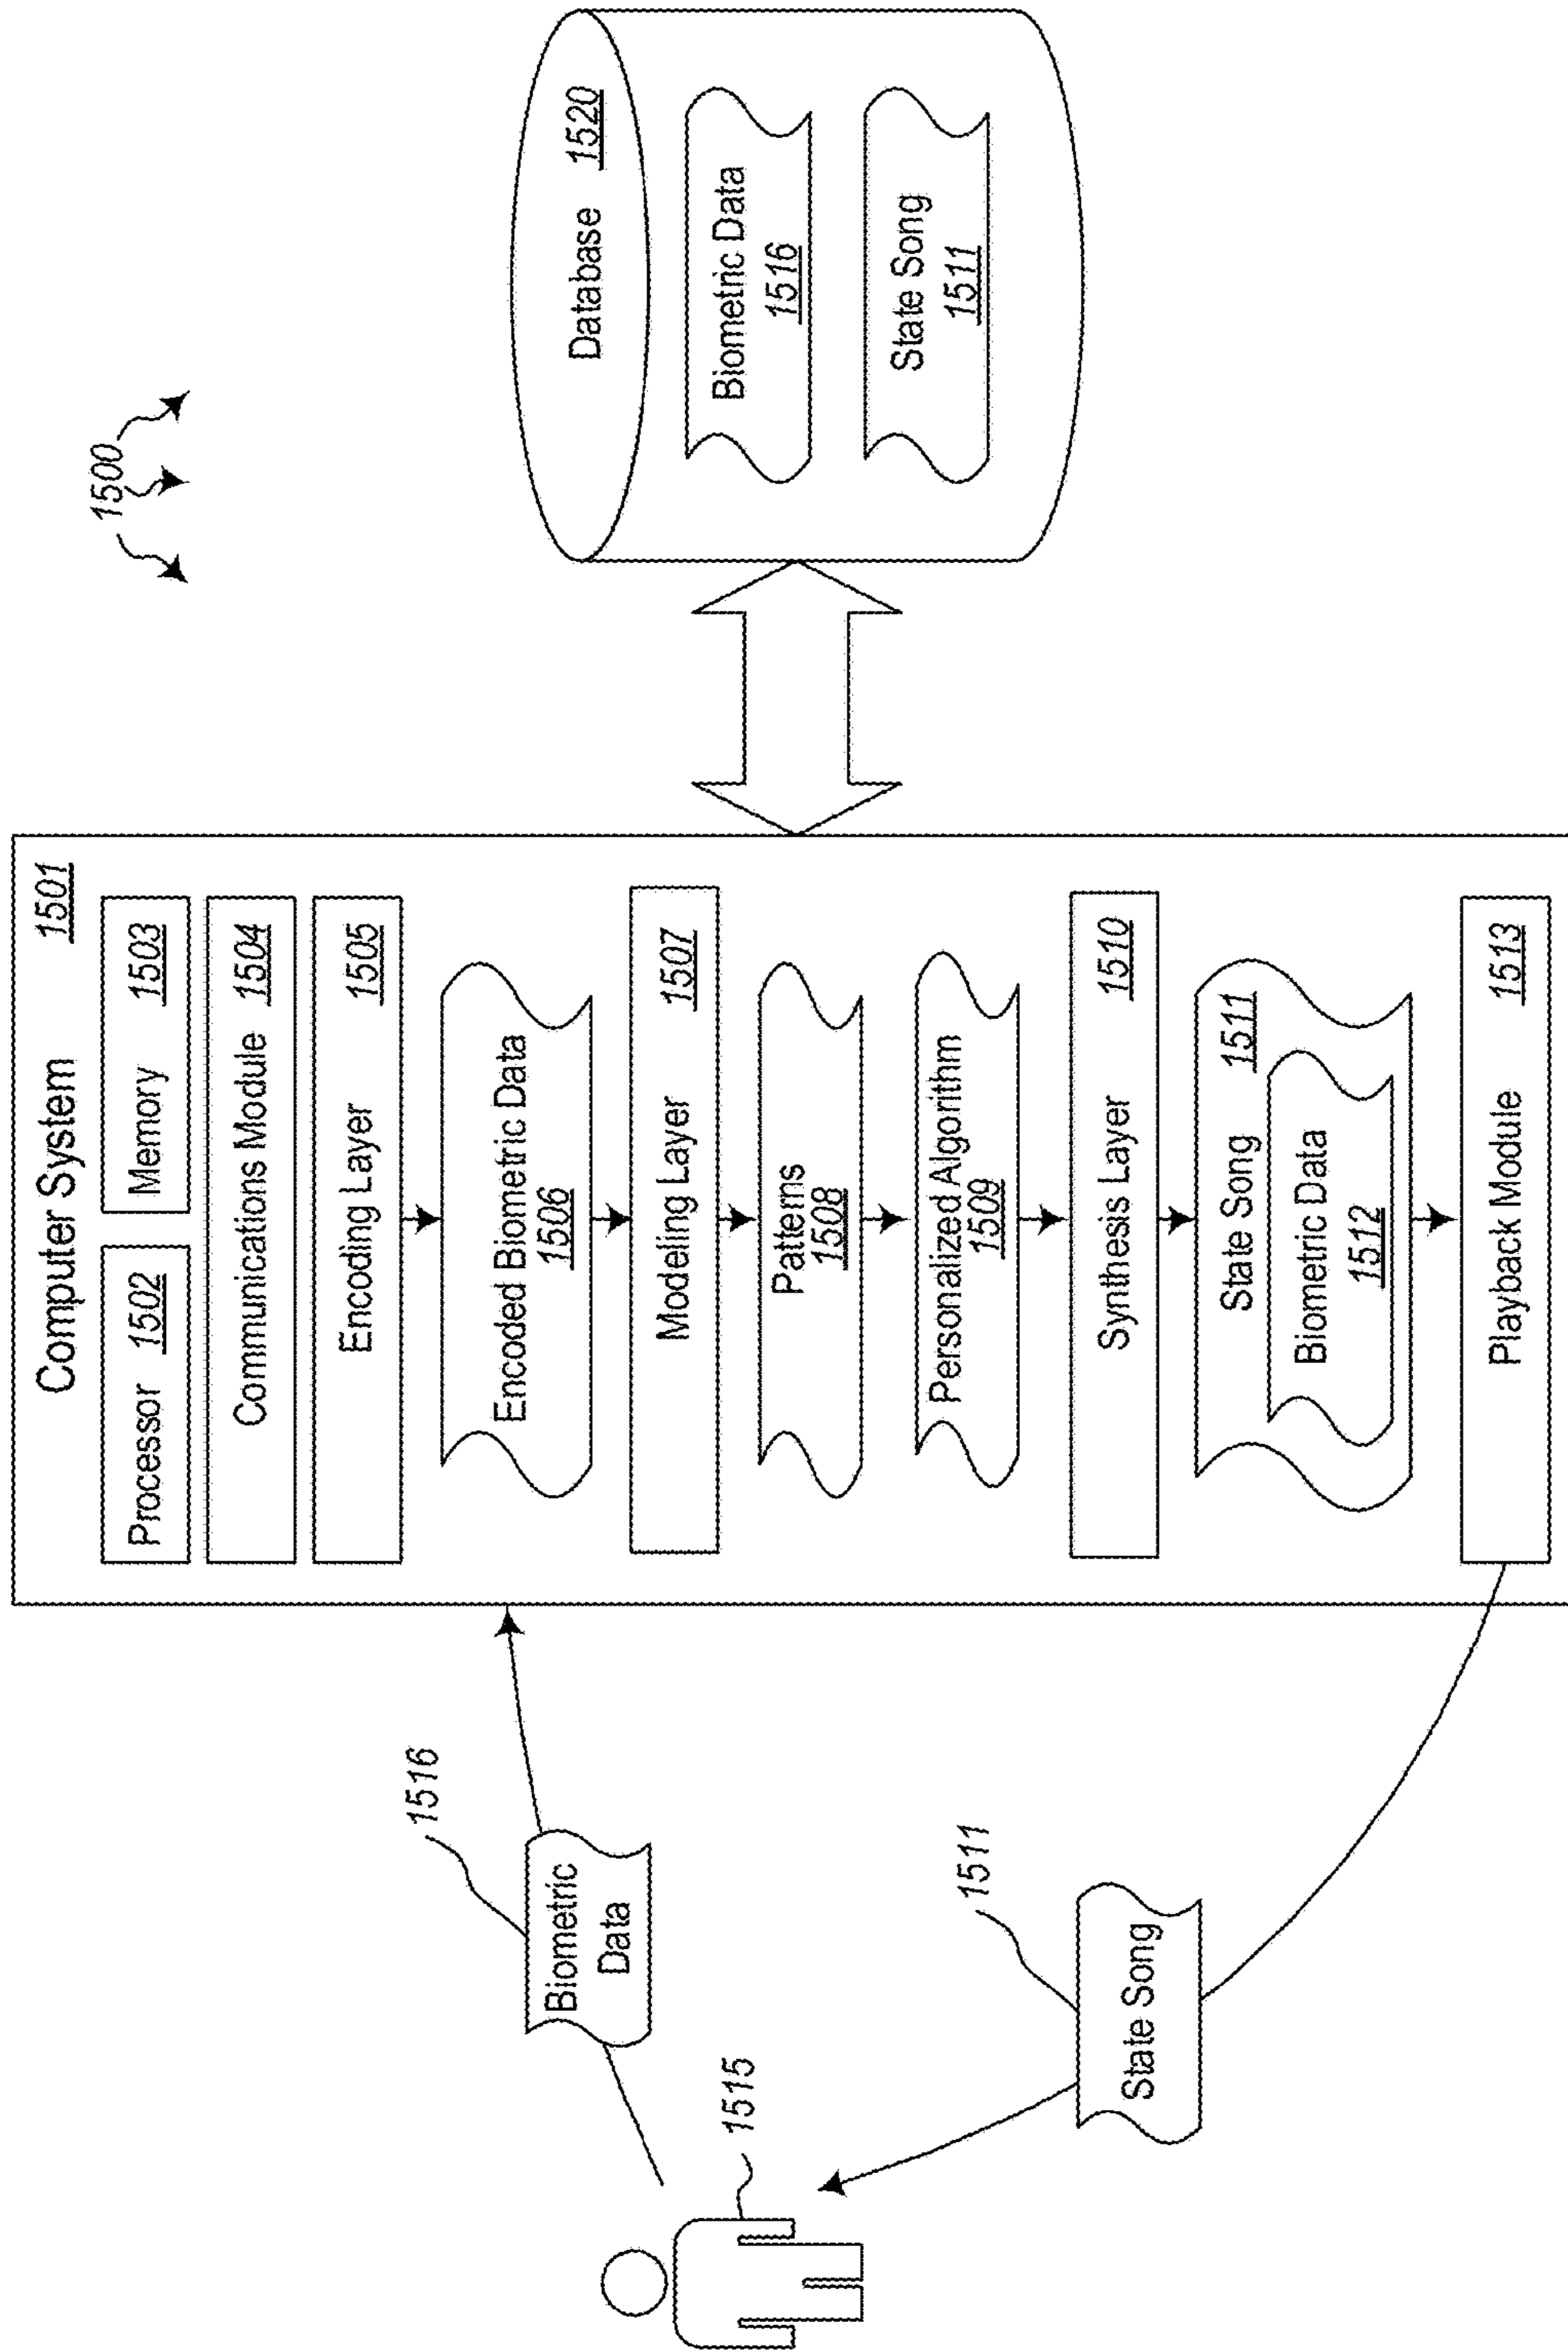 1500
Computer System 1501
Processor 1502
Memory 1503
Communications Module 1504
Encoding Layer 1505
Encoded Biometric Data
1506
Modeling Layer 1507
Patterns
1508
Personalized Algorithm
1509
Synthesis Layer 1510
State Song 1511
Biometric Data
1512
Playback Module 1513
1516
Biometric
Data
1515
1511
State Song
Database 1520
Biometric Data
1516
State Song
1511